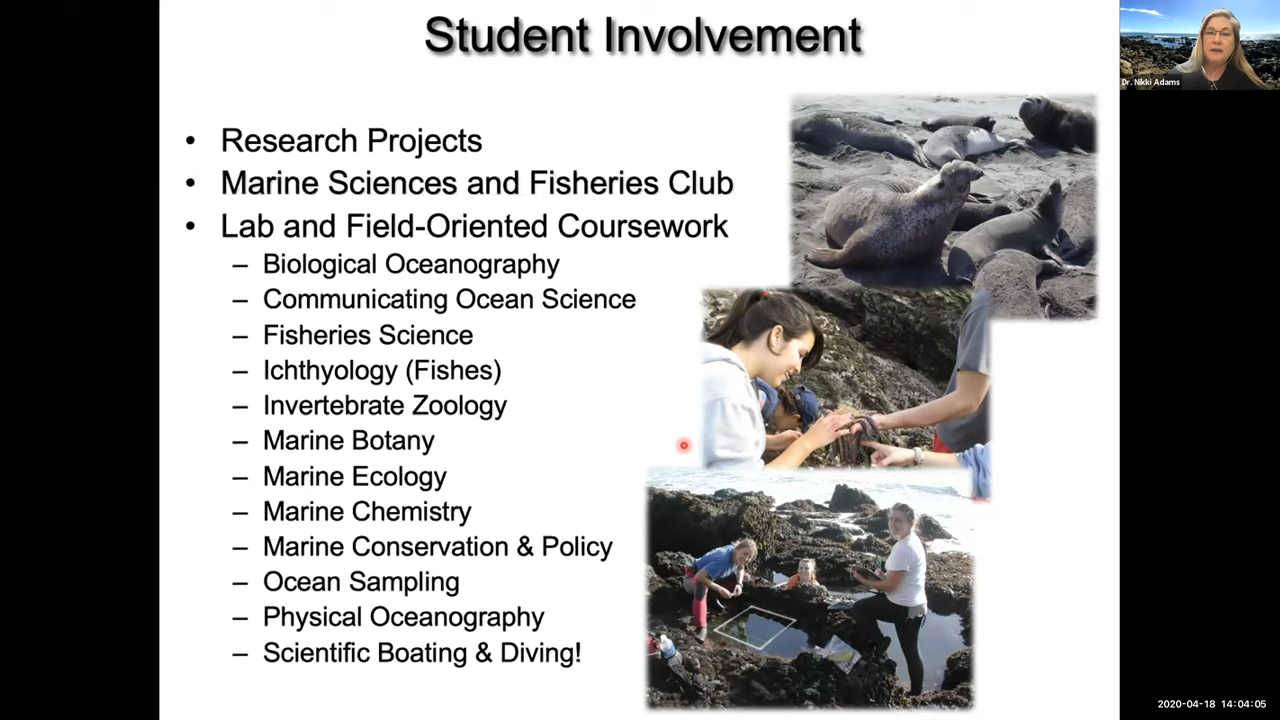 Student Involvement
Dr. Nikki Adams
• Research Projects
• Marine Sciences and Fisheries Club
• Lab and Field-Oriented Coursework
– Biological Oceanography
– Communicating Ocean Science
– Fisheries Science
– Ichthyology (Fishes)
– Invertebrate Zoology
– Marine Botany
– Marine Ecology
– Marine Chemistry
– Marine Conservation & Policy
– Ocean Sampling
– Physical Oceanography
– Scientific Boating & Diving!
2020-04-18 14:04:05